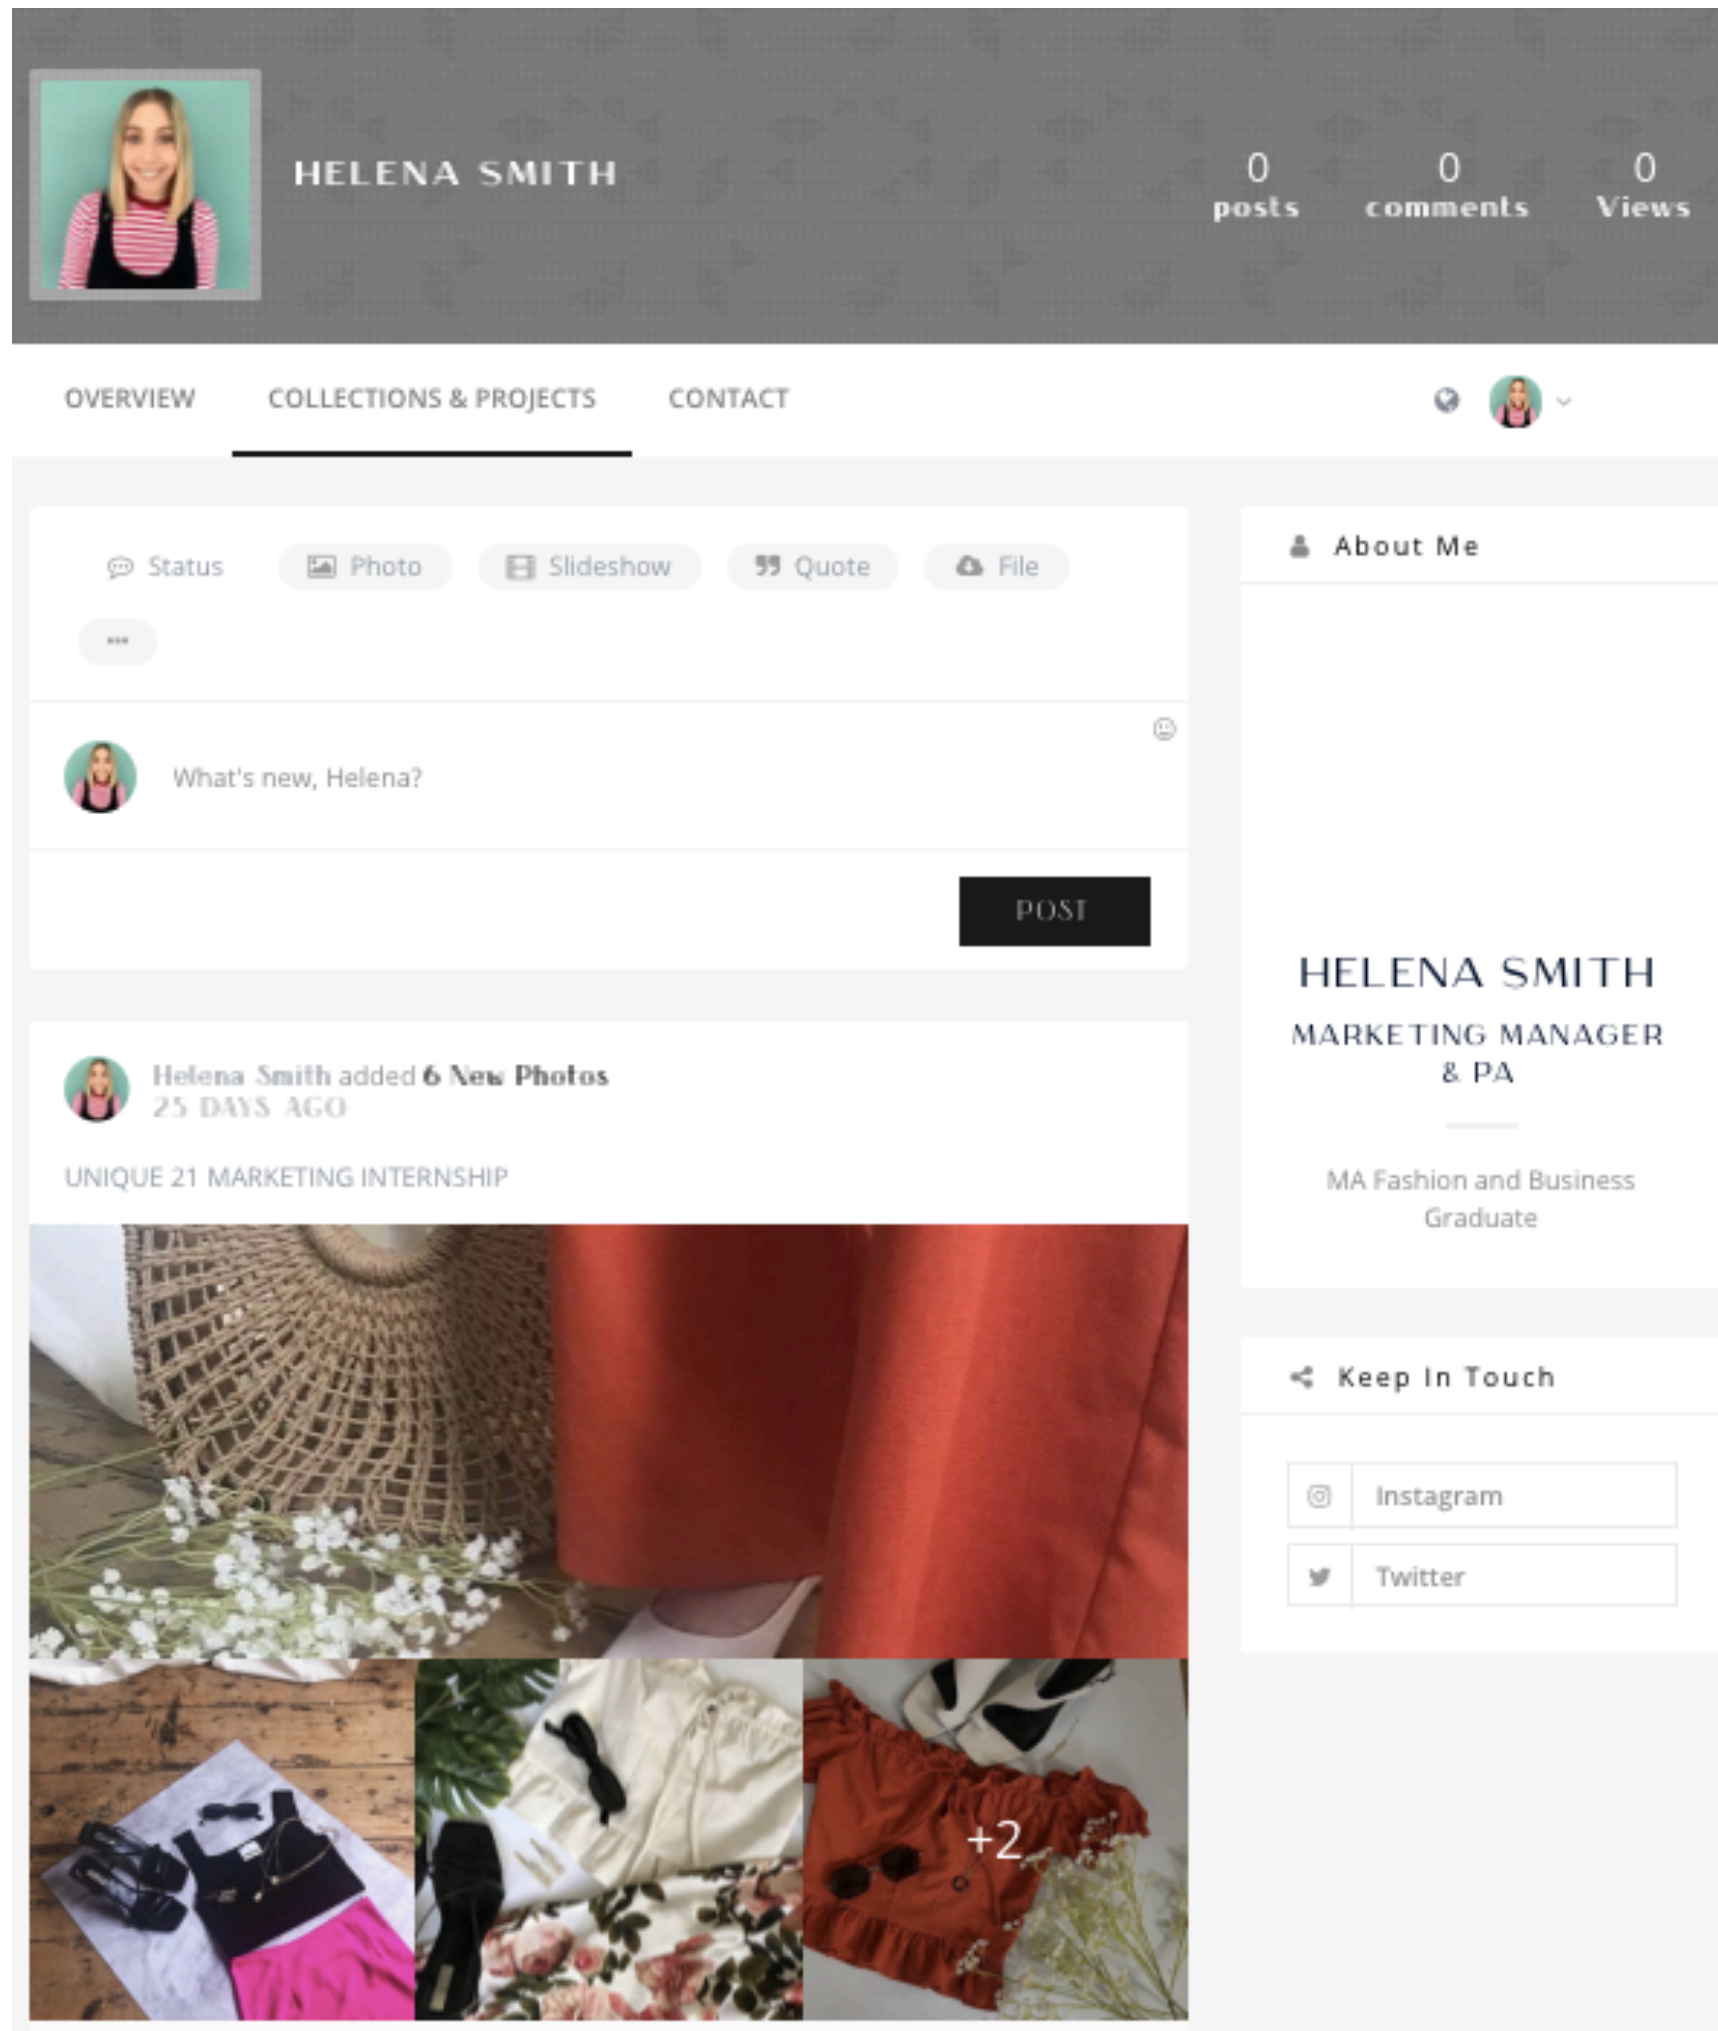 HELENA SMITH
0 0 0
posts comments Views
OVERVIEW COLLECTIONS & PROJECTS CONTACT
Status Photo Slideshow Quote File
What's new, Helena?
POST
Helena Smith added 6 New Photos
25 DAYS AGO
UNIQUE 21 MARKETING INTERNSHIP
+2
About Me
HELENA SMITH
MARKETING MANAGER
& PA
MA Fashion and Business
Graduate
Keep In Touch
Instagram
Twitter